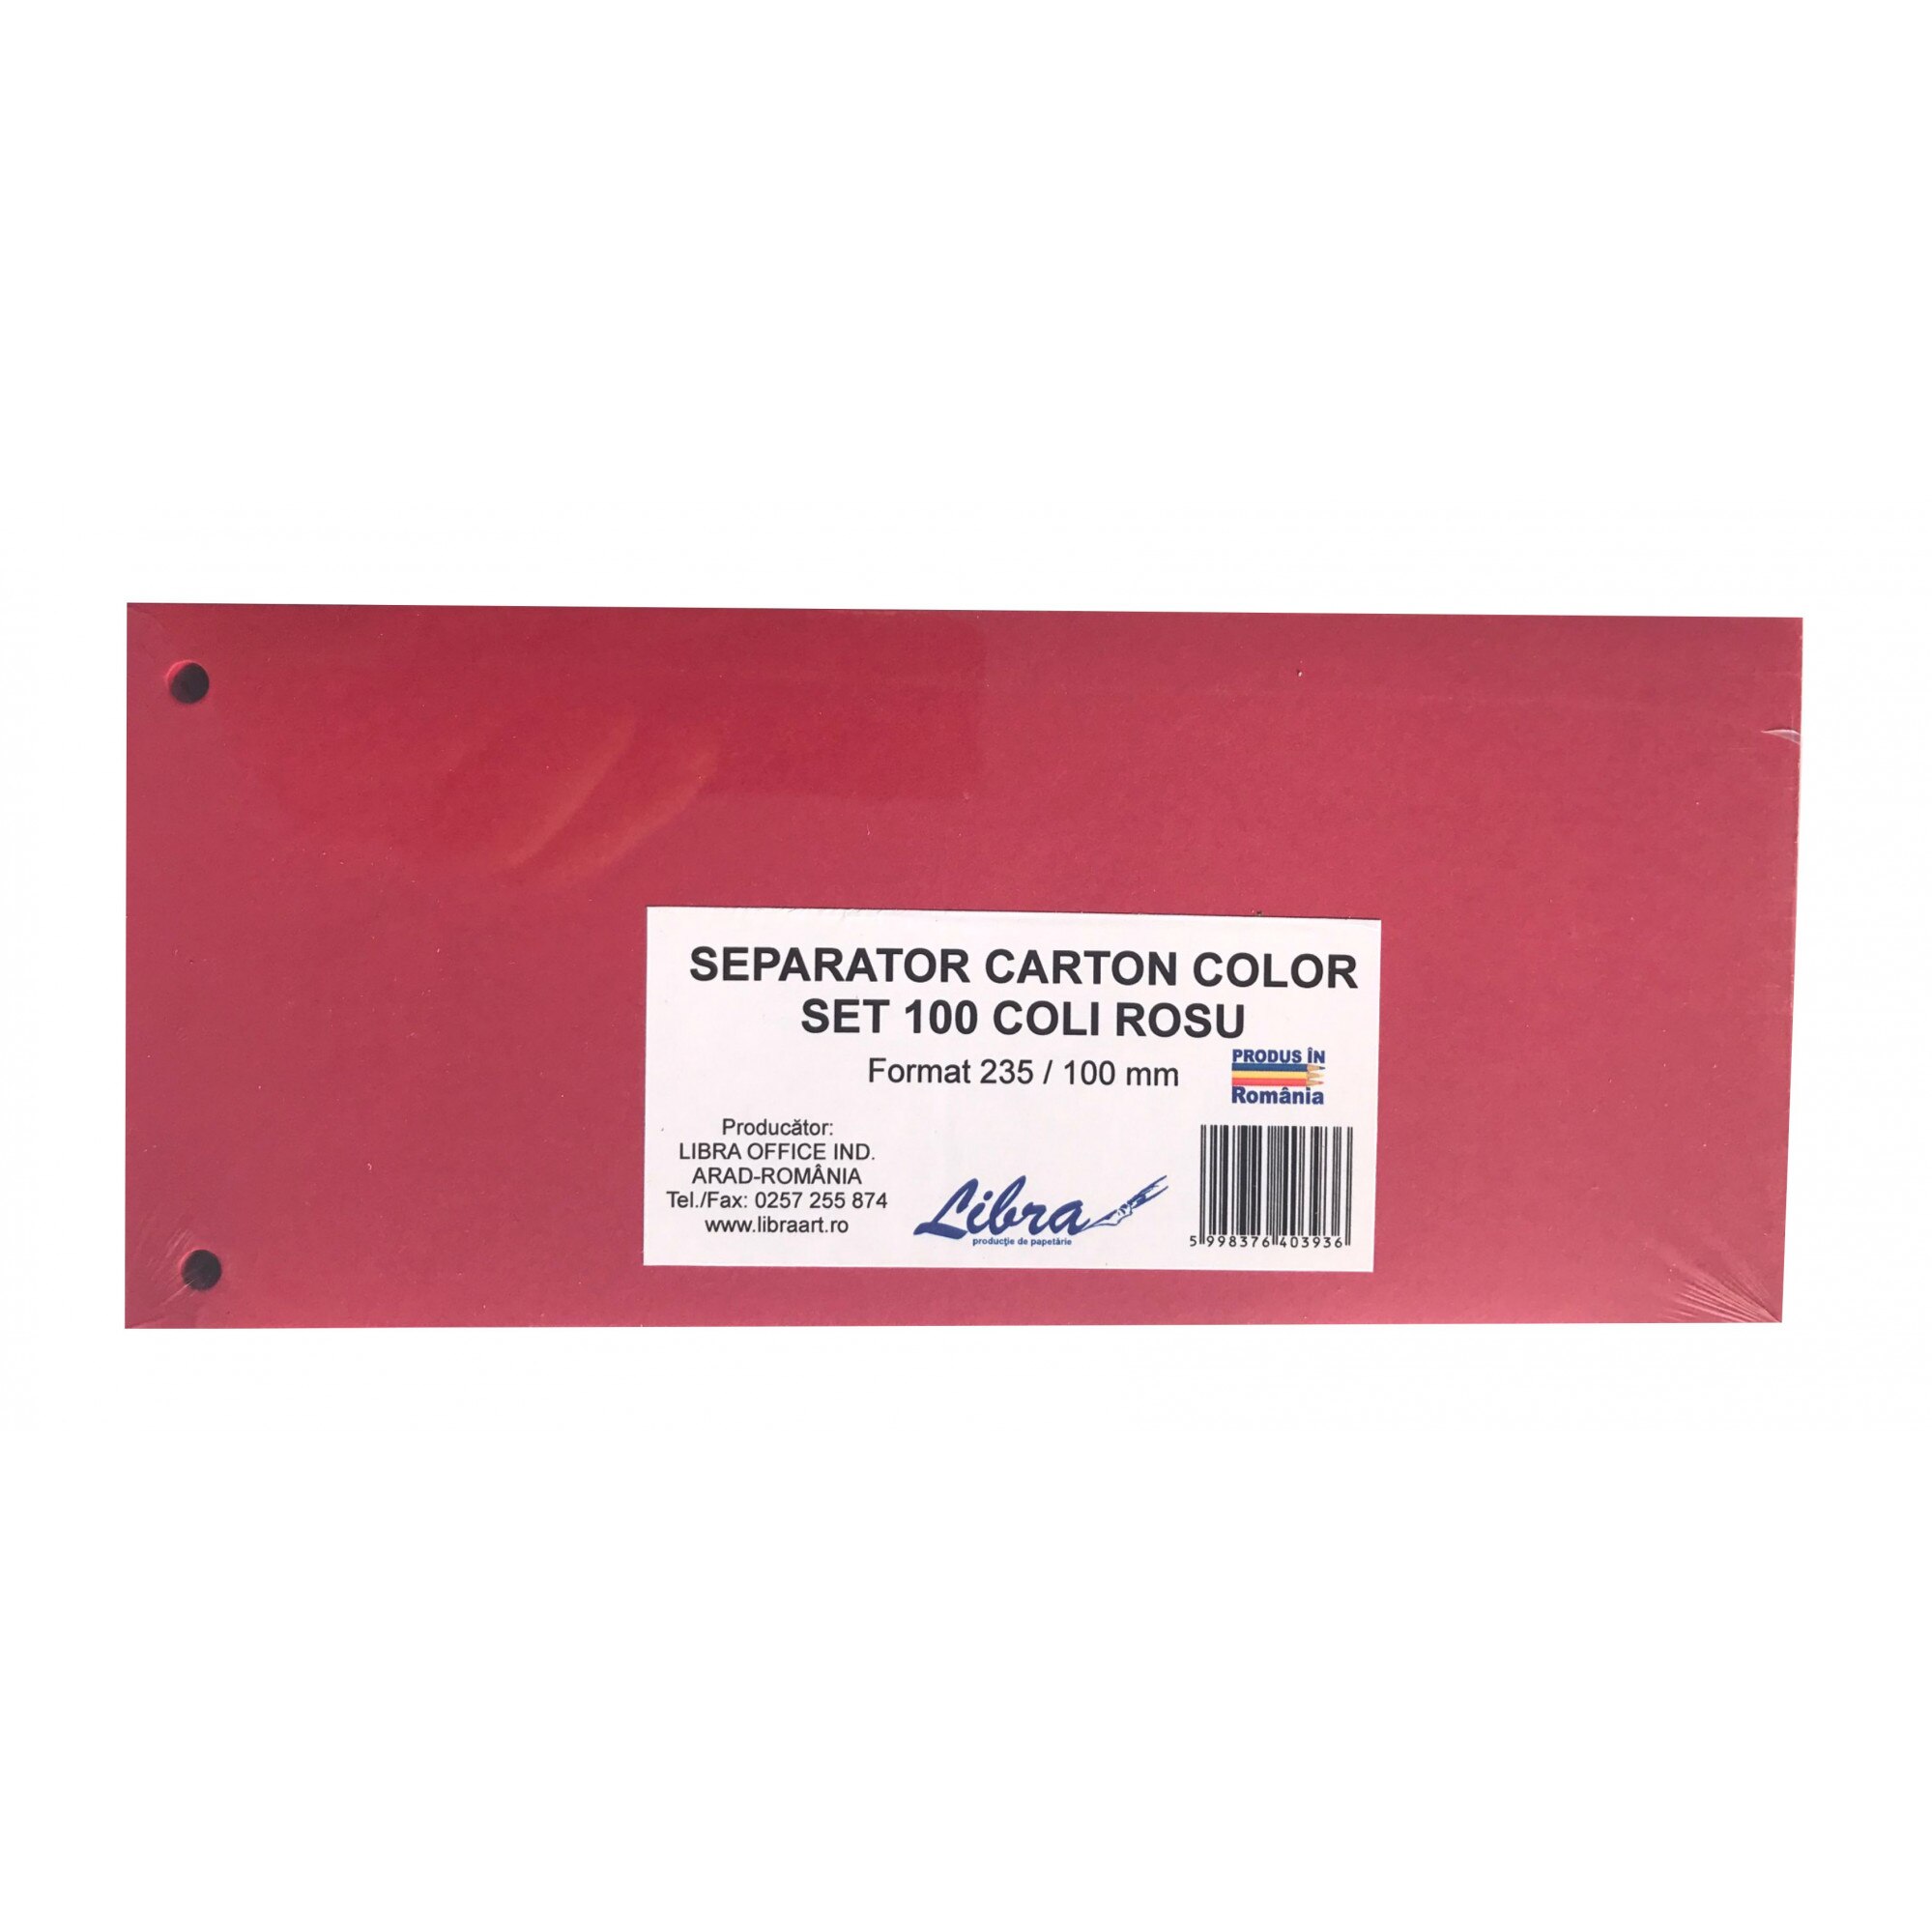 SEPARATOR CARTON COLOR
SET 100 COLI ROSU
Format 235 / 100 mm
PRODUS ÎN
România
Producător:
LIBRA OFFICE IND.
ARAD-ROMÂNIA
Tel./Fax: 0257 255 874
www.libraart.ro
Libra
producţie de papetărie
5 998376 403936